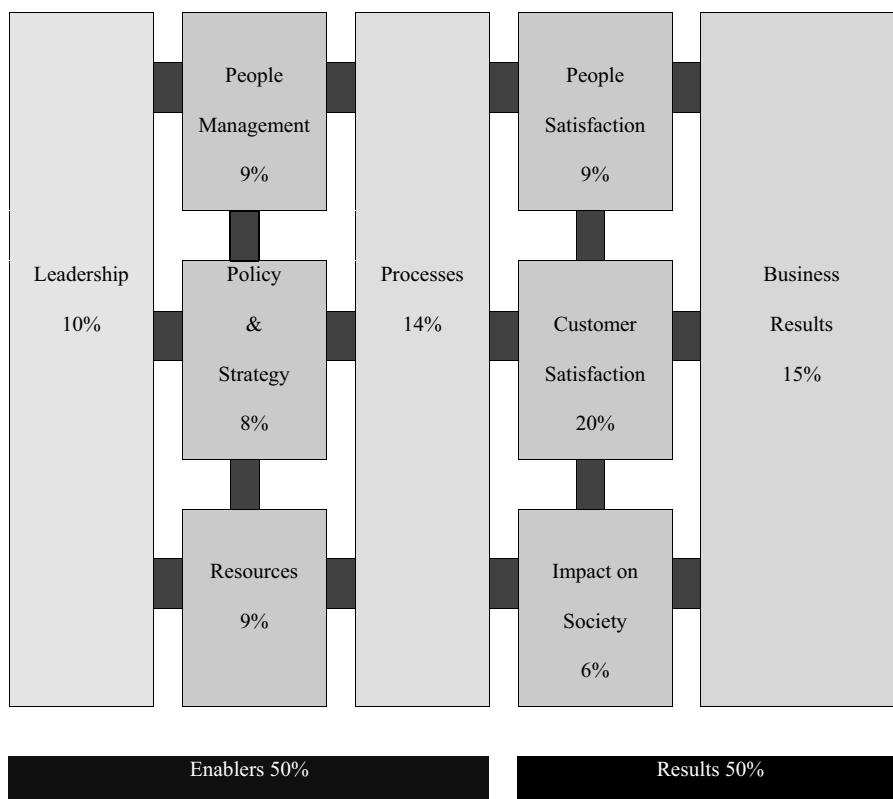 People
Management
9%
People
Satisfaction
9%
Leadership
10%
Policy
&
Strategy
8%
Processes
14%
Customer
Satisfaction
20%
Business
Results
15%
Resources
9%
Impact on
Society
6%
Enablers 50%
Results 50%